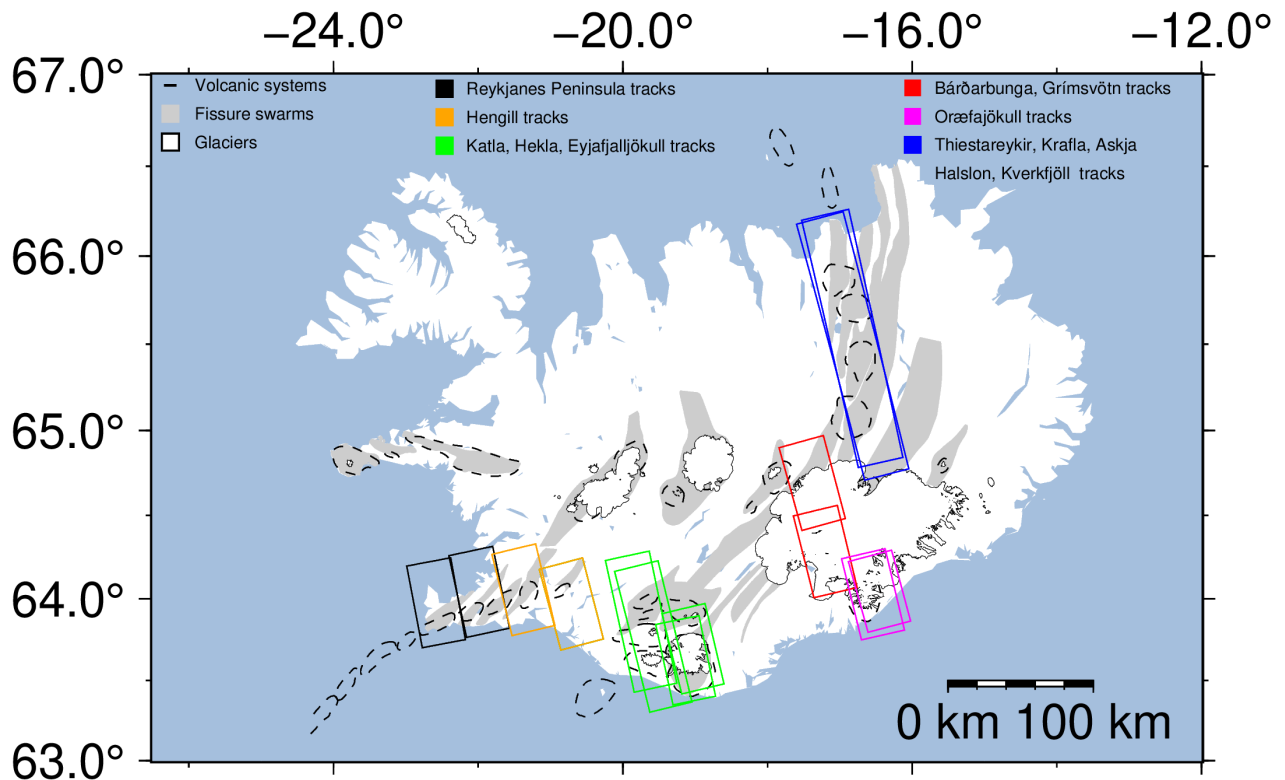 −24.0° −20.0° −16.0° −12.0°
67.0°
66.0°
65.0°
64.0°
63.0°
Volcanic systems
Fissure swarms
Glaciers
Reykjanes Peninsula tracks
Hengill tracks
Katla, Hekla, Eyjafjalljökull tracks
Bárðarbunga, Grímsvötn tracks
Oræfajökull tracks
Thiestareykir, Krafla, Askja
Halslon, Kverkfjöll tracks
0 km 100 km